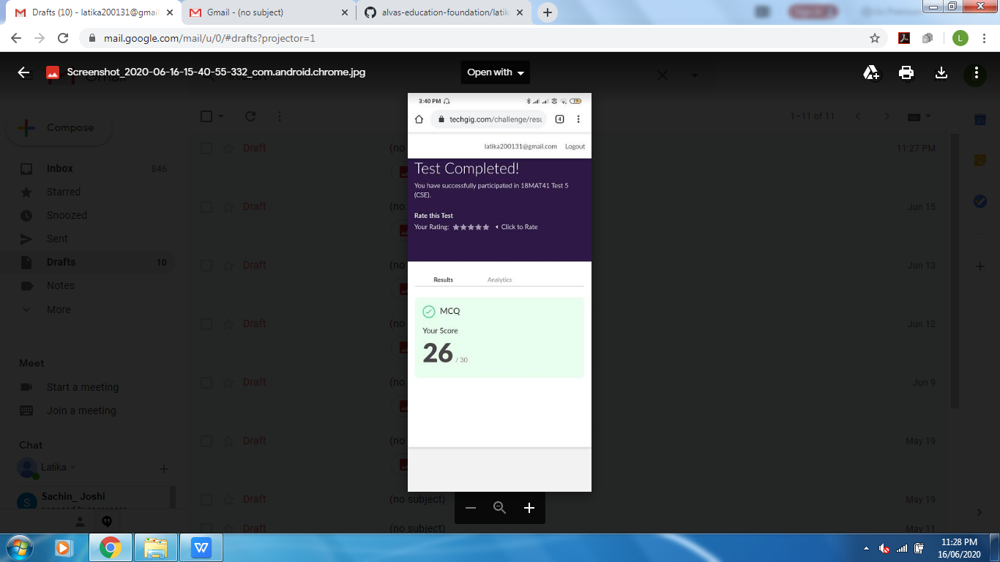 Drafts (10) - latika200131@gmai
Gmail - (no subject)
alvas-education-foundation/latik
mail.google.com/mail/u/0/#drafts?projector=1
L
Screenshot_2020-06-16-15-40-55-332_com.android.chrome.jpg
Open with
Compose
1–11 of 11
Inbox 846
Starred
Snoozed
Sent
Drafts 10
Notes
More
Meet
Start a meeting
Join a meeting
Chat
Latika
S
Sachin_ Joshi
Draft (no 11:27 PM
Draft (no Jun 15
Draft (no Jun 13
Draft (no Jun 12
Draft (no Jun 9
Draft (no May 19
Draft (no subject) May 19
Draft (no subject) May 11
3:40 PM
techgig.com/challenge/resu
4
latika200131@gmail.com Logout
Test Completed!
You have successfully participated in 18MAT41 Test 5
(CSE).
Rate this Test
Your Rating: Click to Rate
Results Analytics
MCQ
Your Score
26 / 30
W
11:28 PM
16/06/2020